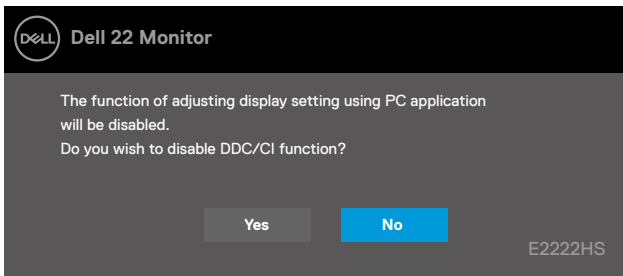 DELL Dell 22 Monitor
The function of adjusting display setting using PC application
will be disabled.
Do you wish to disable DDC/CI function?
Yes No
E2222HS